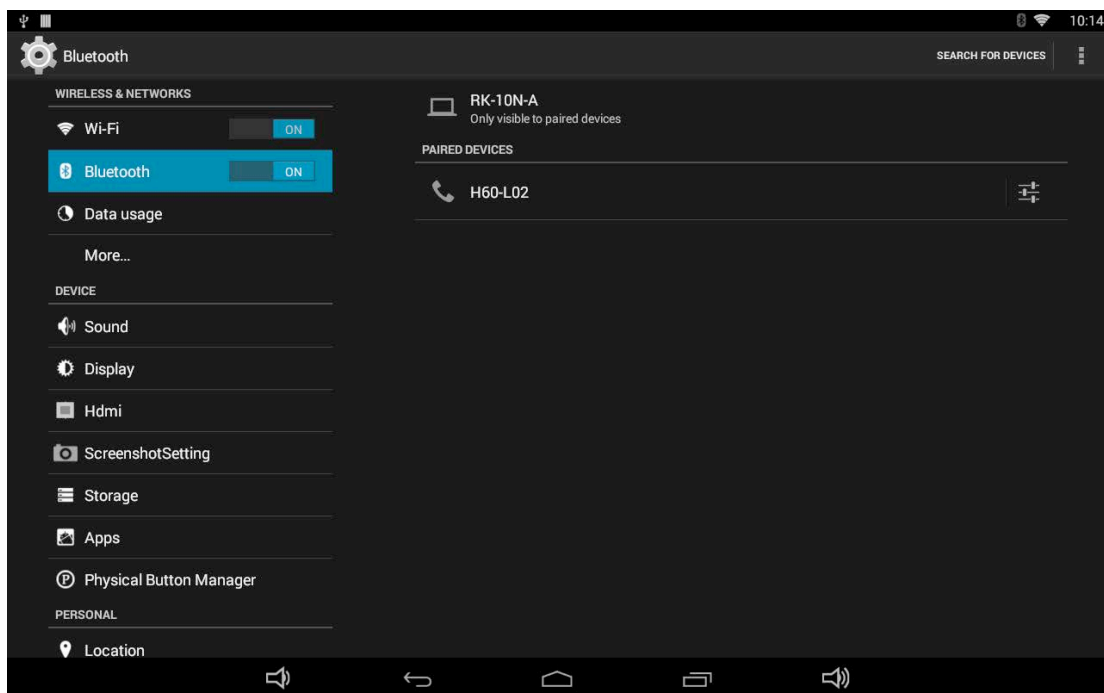 10:14
Bluetooth
SEARCH FOR DEVICES
WIRELESS & NETWORKS
Wi-Fi ON
Bluetooth ON
Data usage
More...
DEVICE
Sound
Display
Hdmi
ScreenshotSetting
Storage
Apps
Physical Button Manager
PERSONAL
Location
RK-10N-A
Only visible to paired devices
PAIRED DEVICES
H60-L02